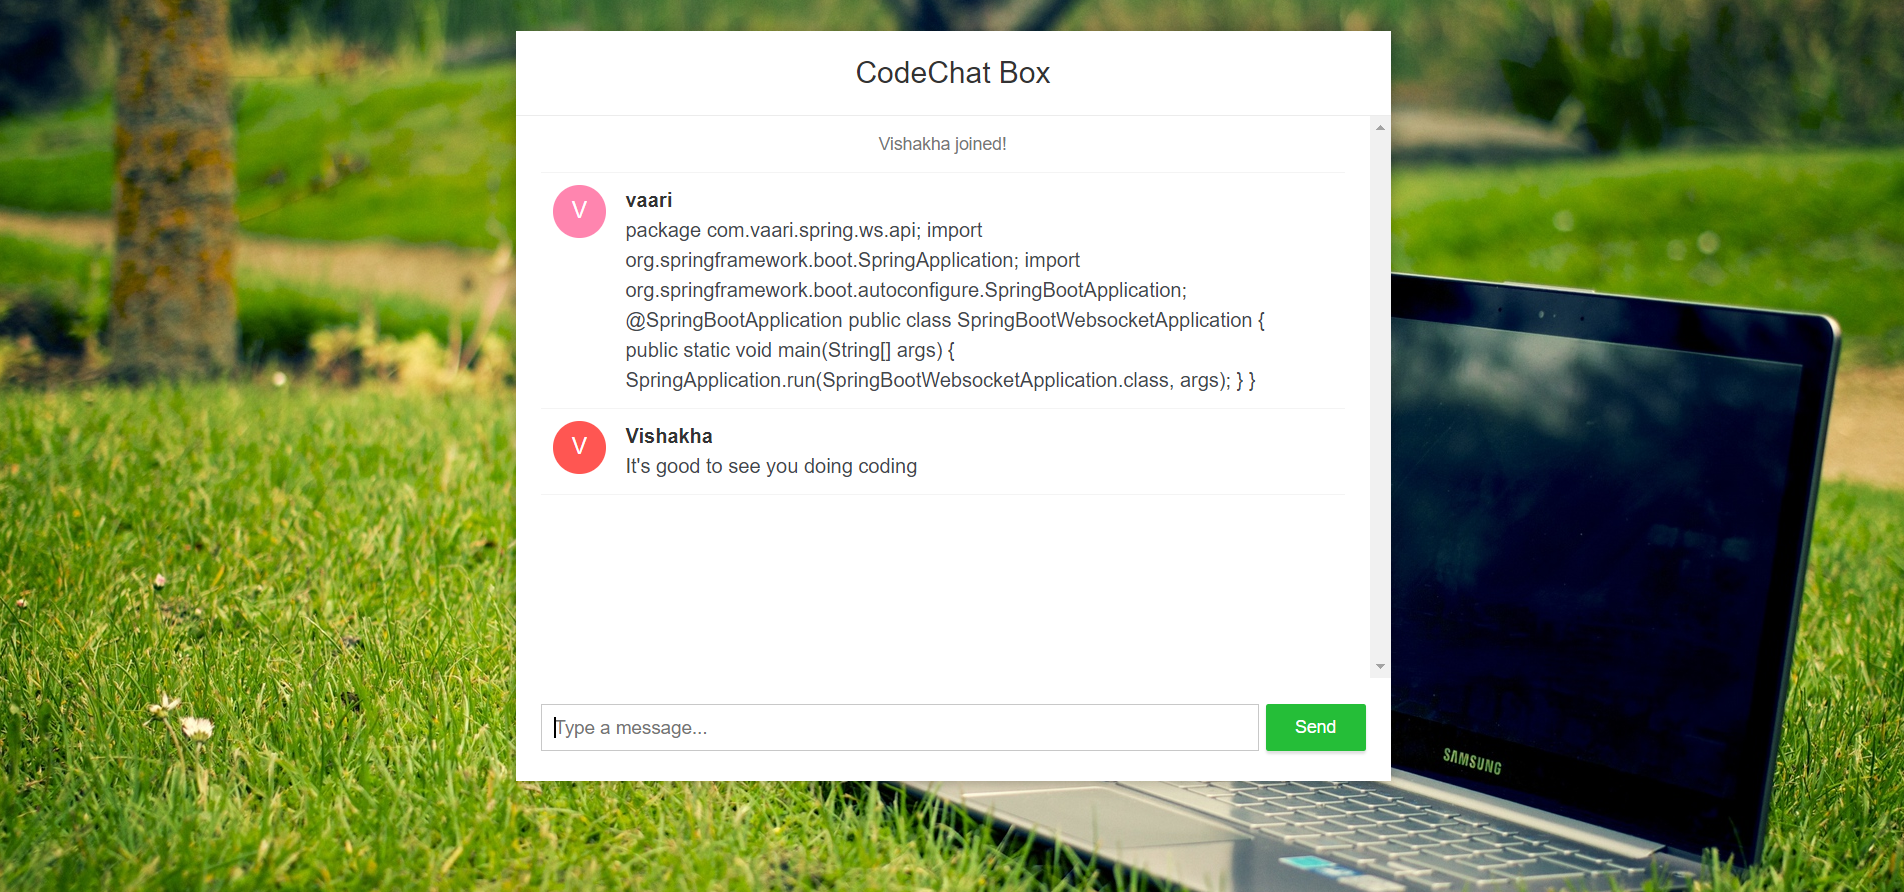 CodeChat Box
Vishakha joined!
V
vaari
package com.vaari.spring.ws.api; import
org.springframework.boot.SpringApplication; import
org.springframework.boot.autoconfigure.SpringBootApplication;
@SpringBootApplication public class SpringBootWebsocketApplication {
public static void main(String[] args) {
SpringApplication.run(SpringBootWebsocketApplication.class, args); } }
V
Vishakha
It's good to see you doing coding
Type a message...
Send
SAMSUNG